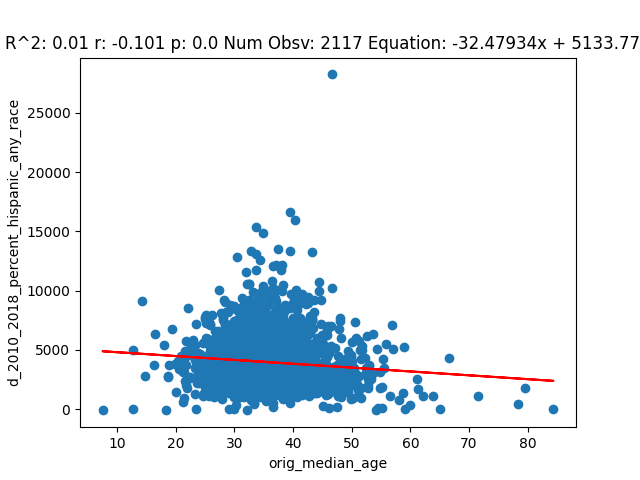 R^2: 0.01 r: -0.101 p: 0.0 Num Obsv: 2117 Equation: -32.47934x + 5133.77
25000
20000
15000
10000
5000
0
d_2010_2018_percent_hispanic_any_race
10 20 30 40 50 60 70 80
orig_median_age